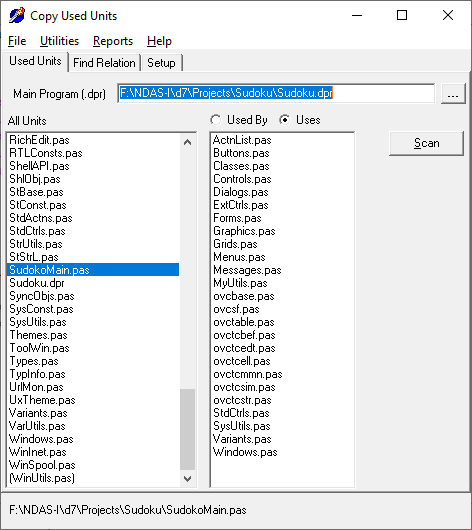 Copy Used Units
File Utilities Reports Help
Used Units Find Relation Setup
Main Program (.dpr) F:\NDAS-I\d7\Projects\Sudoku\Sudoku.dpr ...
All Units Used By Uses
Scan
RichEdit.pas
RTLConsts.pas
ShellAPI.pas
ShlObj.pas
StBase.pas
StConst.pas
StdActns.pas
StdCtrls.pas
StrUtils.pas
StStrL.pas
SudokoMain.pas
Sudoku.dpr
SyncObjs.pas
SysConst.pas
SysUtils.pas
Themes.pas
ToolWin.pas
Types.pas
TypInfo.pas
UrlMon.pas
UxTheme.pas
Variants.pas
VarUtils.pas
Windows.pas
WinInet.pas
WinSpool.pas
(WinUtils.pas)
ActnList.pas
Buttons.pas
Classes.pas
Controls.pas
Dialogs.pas
ExtCtrls.pas
Forms.pas
Graphics.pas
Grids.pas
Menus.pas
Messages.pas
MyUtils.pas
ovcbase.pas
ovcsf.pas
ovctable.pas
ovctcbef.pas
ovctcedt.pas
ovctcell.pas
ovctcmmn.pas
ovctcsim.pas
ovctcstr.pas
StdCtrls.pas
SysUtils.pas
Variants.pas
Windows.pas
F:\NDAS-I\d7\Projects\Sudoku\SudokoMain.pas